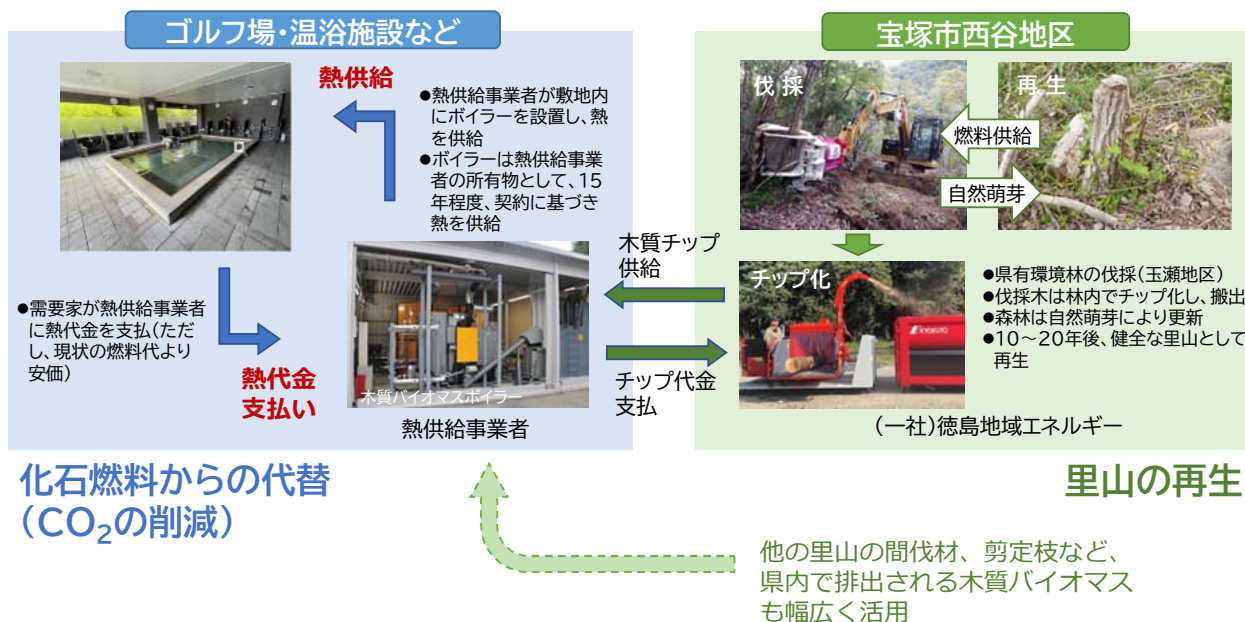 ゴルフ場・温浴施設など
熱供給
●熱供給事業者が敷地内
にボイラーを設置し、熱
を供給
●ボイラーは熱供給事業
者の所有物として、15
年程度、契約に基づき
熱を供給
●需要家が熱供給事業者
に熱代金を支払(ただ
し、現状の燃料代より
安価)
熱代金
支払い
木質バイオマスボイラー
熱供給事業者
木質チップ
供給
チップ代金
支払
宝塚市西谷地区
伐採
再生
燃料供給
自然萌芽
チップ化
●県有環境林の伐採(玉瀬地区)
●伐採木は林内でチップ化し、搬出
●森林は自然萌芽により更新
●10～20年後、健全な里山として
再生
(一社)徳島地域エネルギー
化石燃料からの代替
(CO₂の削減)
里山の再生
他の里山の間伐材、剪定枝など、
県内で排出される木質バイオマス
も幅広く活用